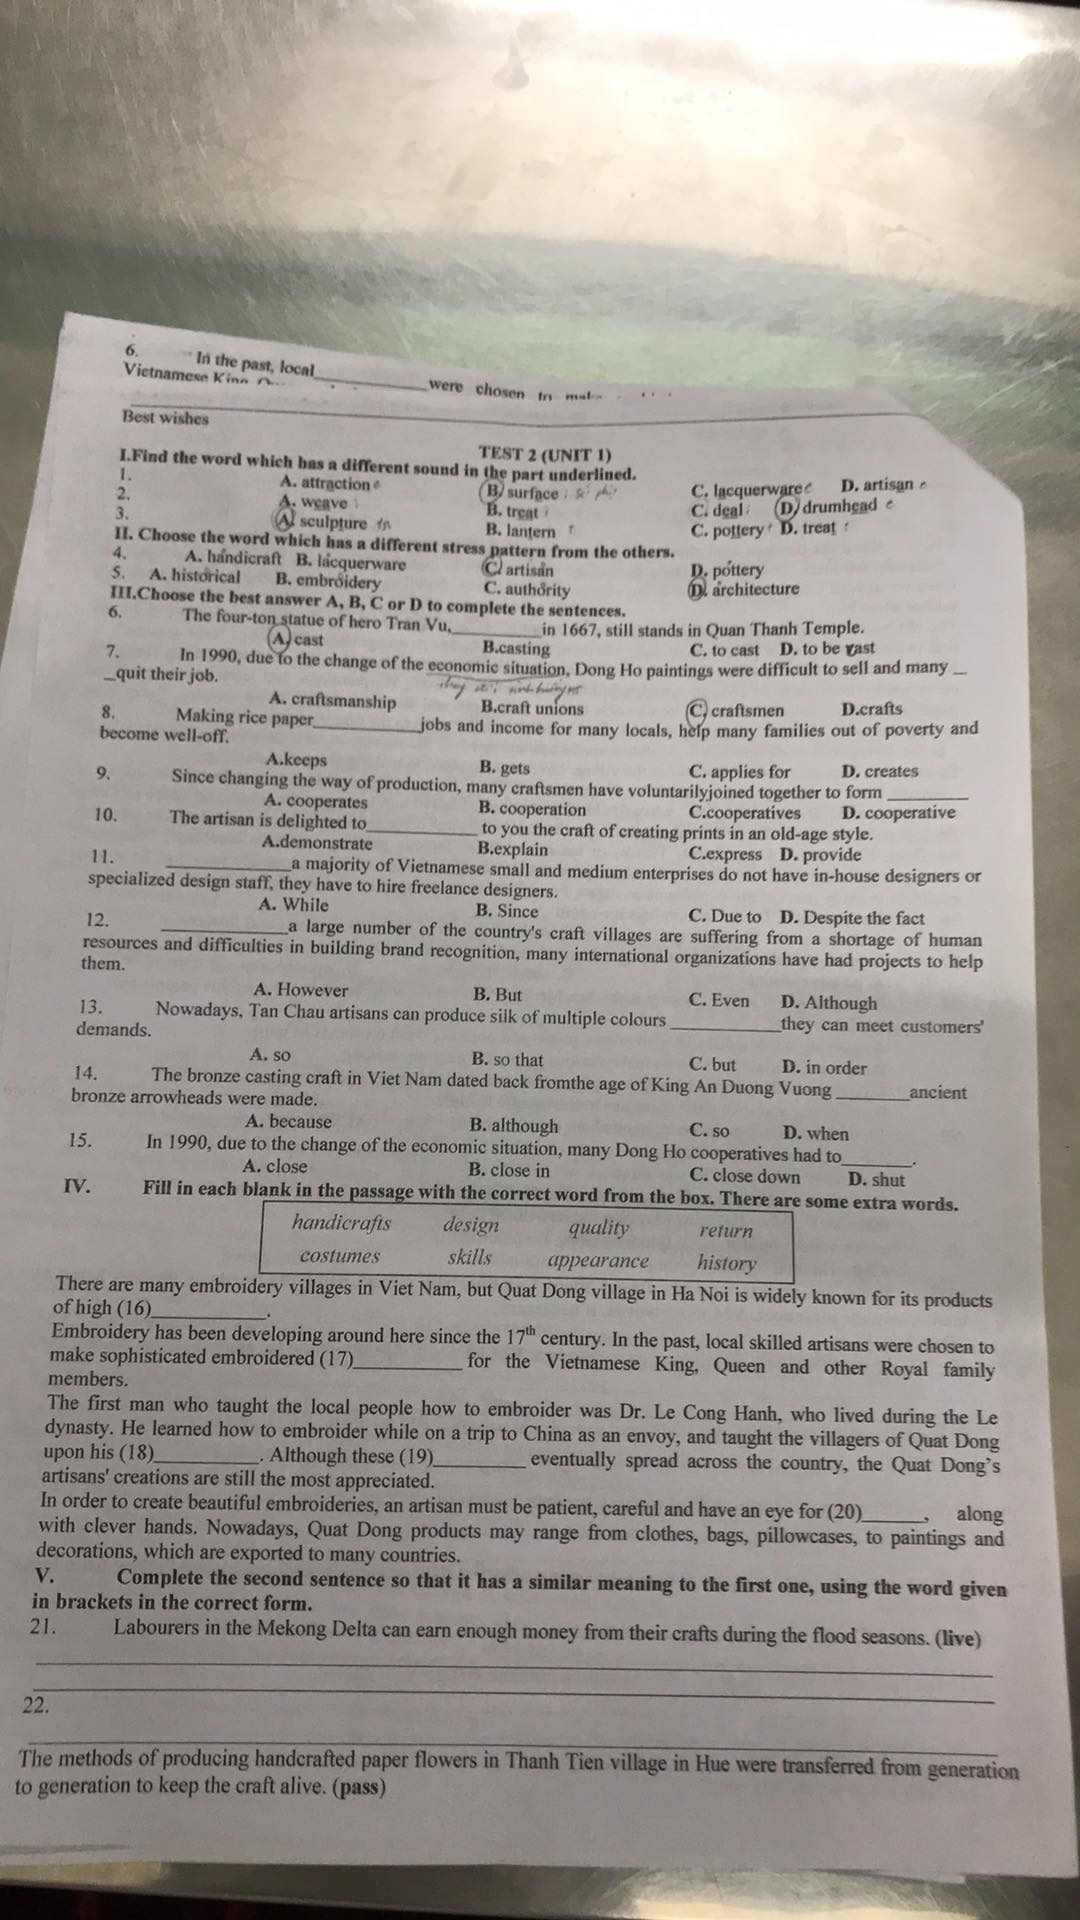 6. In the past, local____________ were chosen to
Vietnamese King
Best wishes
TEST 2 (UNIT 1)
I.Find the word which has a different sound in the part underlined.
1. A. attraction B. surface C. lacquerware D. artisan
2. A. weave B. treat C. deal D. drumhead
3. A. sculpture B. lantern C. pottery D. treat
II. Choose the word which has a different stress pattern from the others.
4. A. handicraft B. lacquerware C. artisan D. pottery
5. A. historical B. embroidery C. authority D. architecture
III.Choose the best answer A, B, C or D to complete the sentences.
6. The four-ton statue of hero Tran Vu,__________in 1667, still stands in Quan Thanh Temple.
A. cast B.casting C. to cast D. to be cast
7. In 1990, due to the change of the economic situation, Dong Ho paintings were difficult to sell and many __
__quit their job.
A. craftsmanship B.craft unions C. craftsmen D.crafts
8. Making rice paper____________jobs and income for many locals, help many families out of poverty and
become well-off.
A.keeps B. gets C. applies for D. creates
9. Since changing the way of production, many craftsmen have voluntarilyjoined together to form _________
A. cooperates B. cooperation C.cooperatives D. cooperative
10. The artisan is delighted to____________ to you the craft of creating prints in an old-age style.
A.demonstrate B.explain C.express D. provide
11. ______________a majority of Vietnamese small and medium enterprises do not have in-house designers or
specialized design staff, they have to hire freelance designers.
A. While B. Since C. Due to D. Despite the fact
12. ______________a large number of the country's craft villages are suffering from a shortage of human
resources and difficulties in building brand recognition, many international organizations have had projects to help
them.
A. However B. But C. Even D. Although
13. Nowadays, Tan Chau artisans can produce silk of multiple colours ____________they can meet customers'
demands.
A. so B. so that C. but D. in order
14. The bronze casting craft in Viet Nam dated back fromthe age of King An Duong Vuong ________ancient
bronze arrowheads were made.
A. because B. although C. so D. when
15. In 1990, due to the change of the economic situation, many Dong Ho cooperatives had to________.
A. close B. close in C. close down D. shut
IV. Fill in each blank in the passage with the correct word from the box. There are some extra words.
handicrafts design quality return
costumes skills appearance history
There are many embroidery villages in Viet Nam, but Quat Dong village in Ha Noi is widely known for its products
of high (16)____________.
Embroidery has been developing around here since the 17th century. In the past, local skilled artisans were chosen to
make sophisticated embroidered (17)____________ for the Vietnamese King, Queen and other Royal family
members.
The first man who taught the local people how to embroider was Dr. Le Cong Hanh, who lived during the Le
dynasty. He learned how to embroider while on a trip to China as an envoy, and taught the villagers of Quat Dong
upon his (18)____________. Although these (19)__________ eventually spread across the country, the Quat Dong's
artisans' creations are still the most appreciated.
In order to create beautiful embroideries, an artisan must be patient, careful and have an eye for (20)_______, along
with clever hands. Nowadays, Quat Dong products may range from clothes, bags, pillowcases, to paintings and
decorations, which are exported to many countries.
V. Complete the second sentence so that it has a similar meaning to the first one, using the word given
in brackets in the correct form.
21. Labourers in the Mekong Delta can earn enough money from their crafts during the flood seasons. (live)
22.
The methods of producing handcrafted paper flowers in Thanh Tien village in Hue were transferred from generation
to generation to keep the craft alive. (pass)